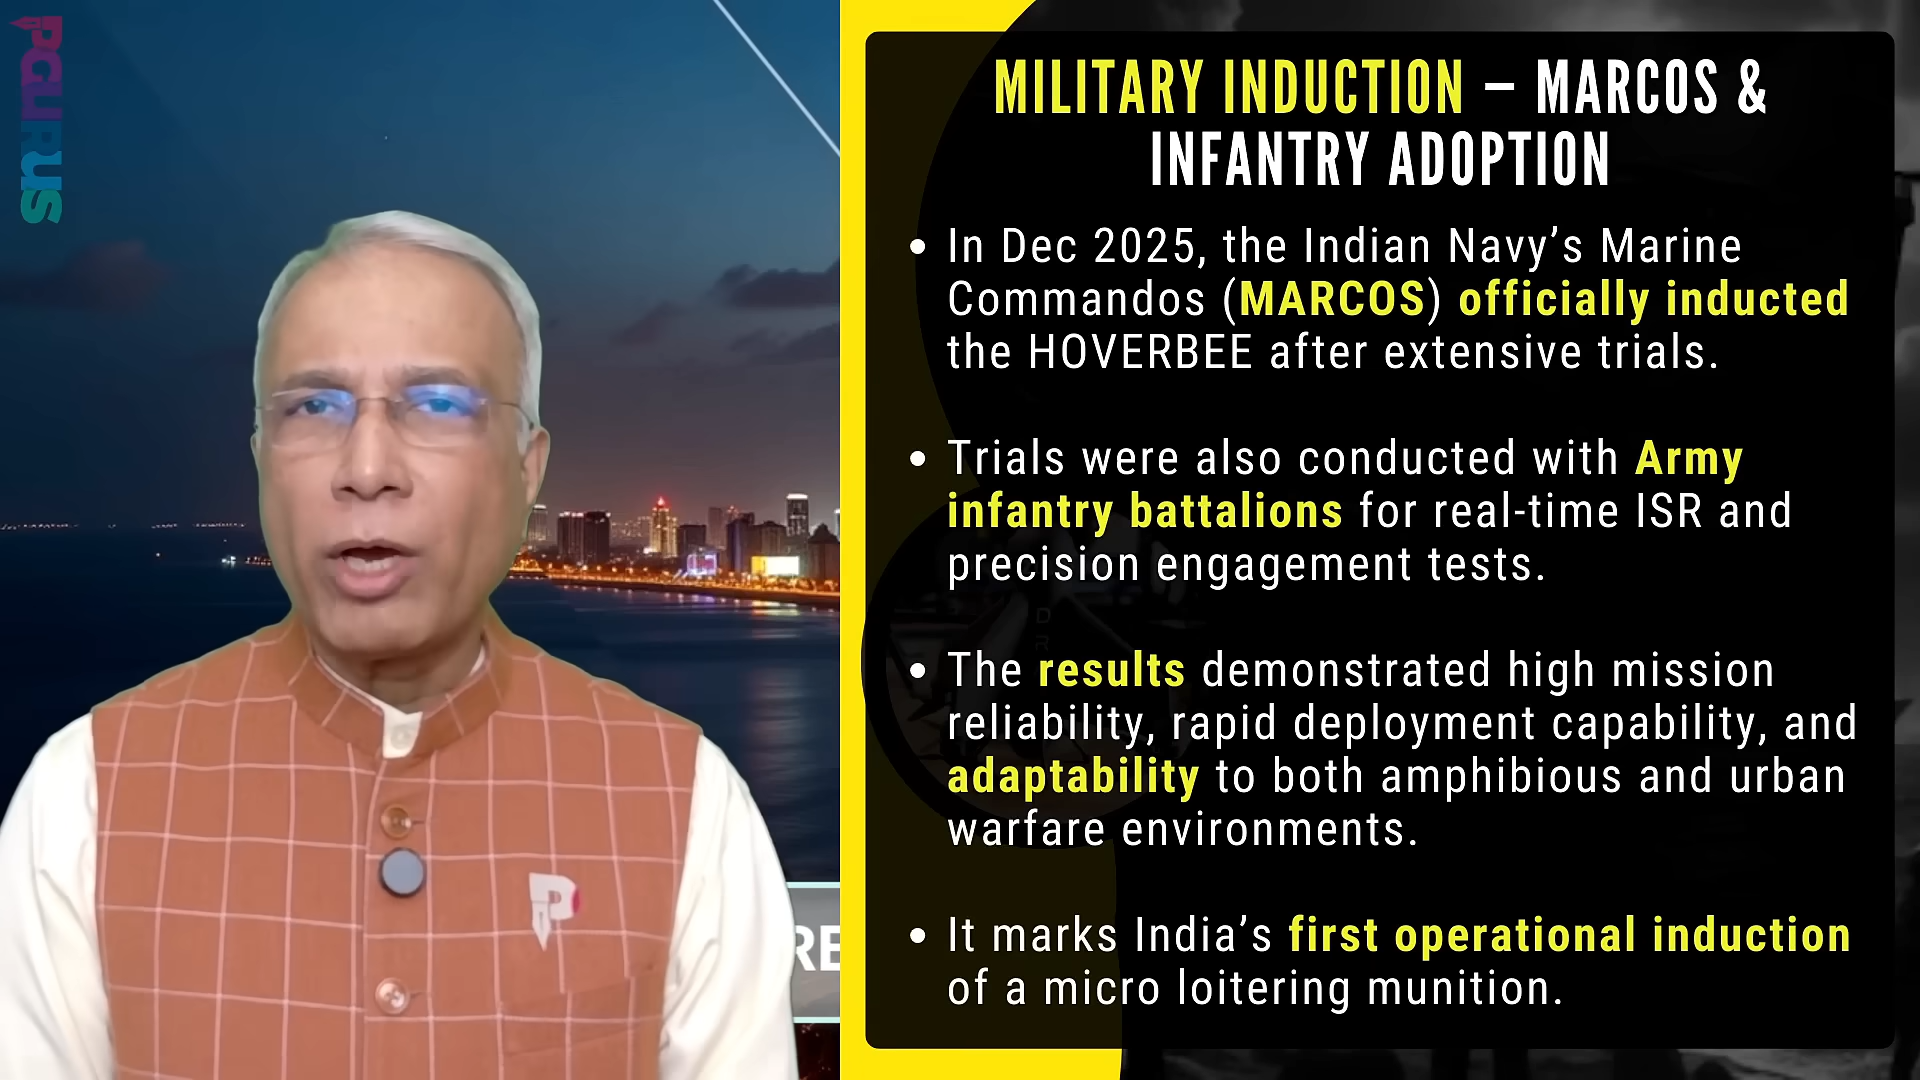 PGURUS
MILITARY INDUCTION – MARCOS &
INFANTRY ADOPTION
• In Dec 2025, the Indian Navy’s Marine
Commandos (MARCOS) officially inducted
the HOVERBEE after extensive trials.
• Trials were also conducted with Army
infantry battalions for real-time ISR and
precision engagement tests.
• The results demonstrated high mission
reliability, rapid deployment capability, and
adaptability to both amphibious and urban
warfare environments.
• It marks India’s first operational induction
of a micro loitering munition.
RE